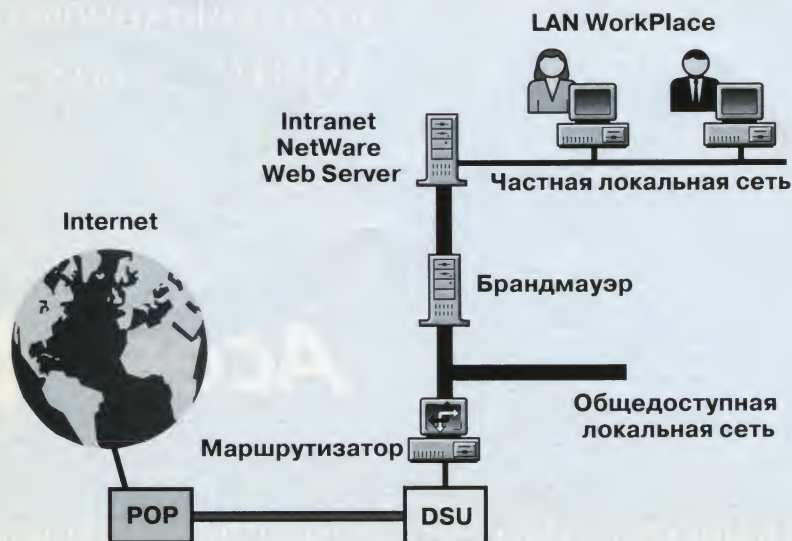 LAN WorkPlace
Intranet
NetWare
Web Server
Частная локальная сеть
Internet
Брандмауэр
Общедоступная
локальная сеть
Маршрутизатор
POP
DSU